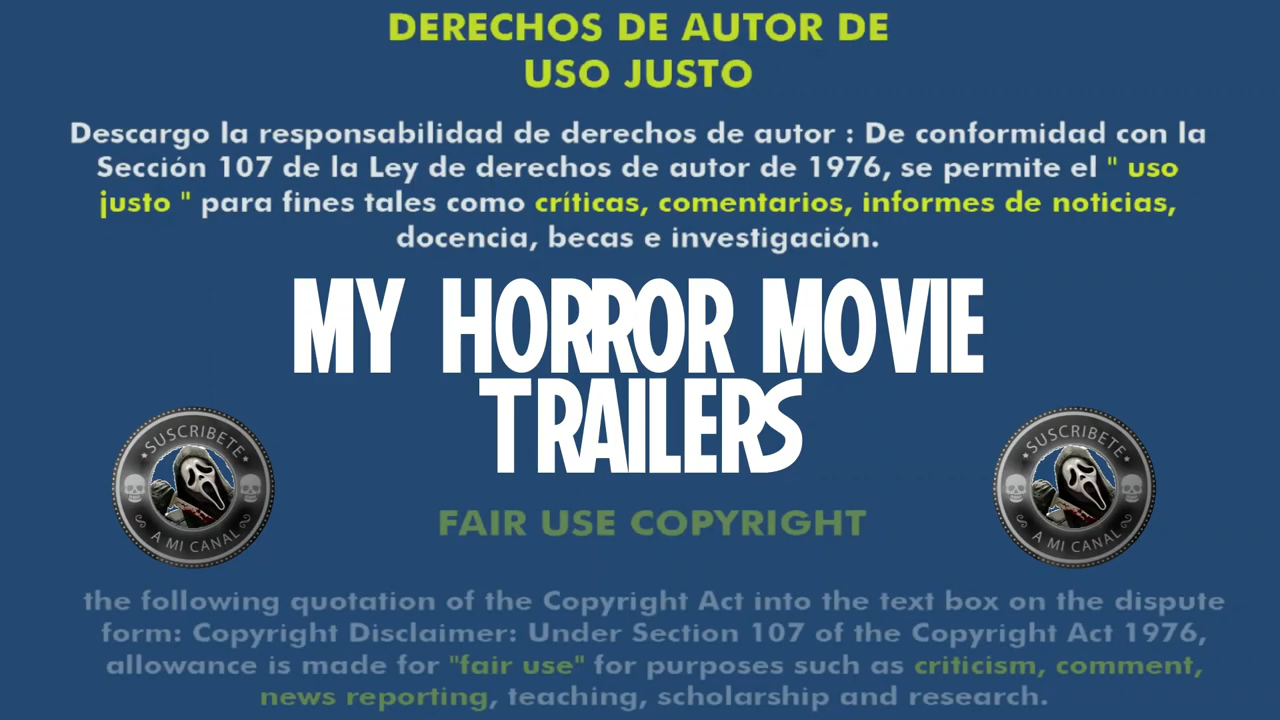 DERECHOS DE AUTOR DE
USO JUSTO
Descargo la responsabilidad de derechos de autor : De conformidad con la
Sección 107 de la Ley de derechos de autor de 1976, se permite el " uso
justo " para fines tales como críticas, comentarios, informes de noticias,
docencia, becas e investigación.
MY HORROR MOVIE
TRAILERS
SUSCRIBETE
A MI CANAL
SUSCRIBETE
A MI CANAL
FAIR USE COPYRIGHT
the following quotation of the Copyright Act into the text box on the dispute
form: Copyright Disclaimer: Under Section 107 of the Copyright Act 1976,
allowance is made for "fair use" for purposes such as criticism, comment,
news reporting, teaching, scholarship and research.